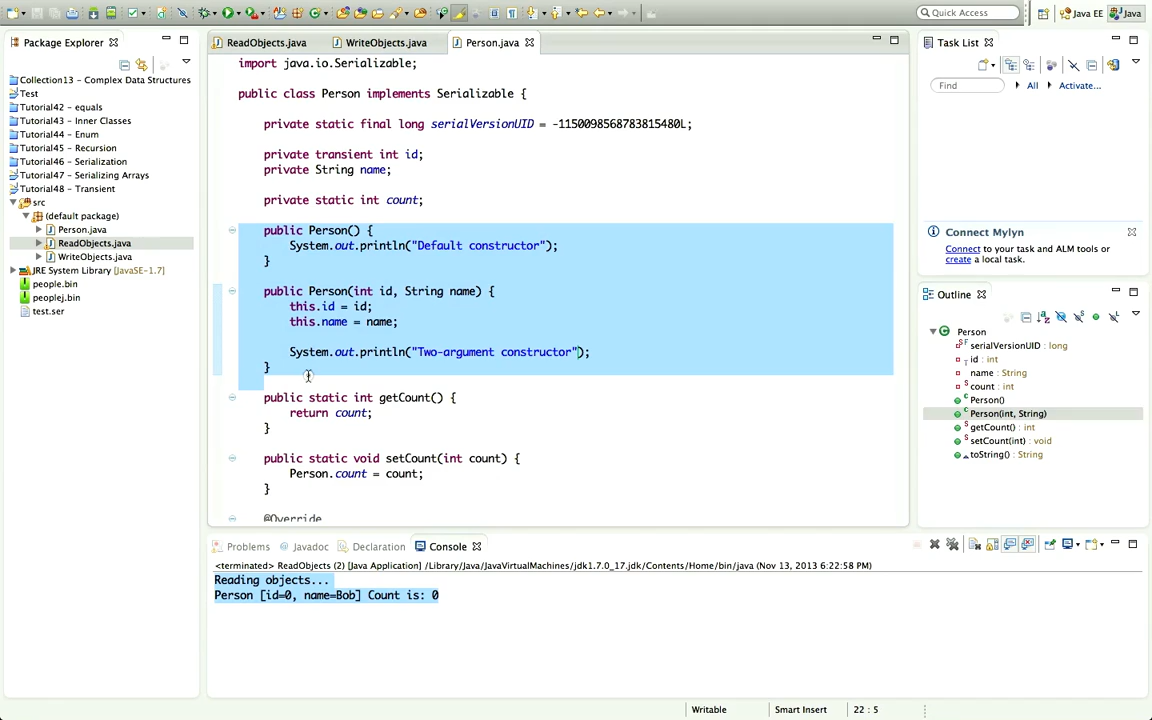 Quick Access
Java EE
Java
Package Explorer
ReadObjects.java
WriteObjects.java
Person.java
Task List
Collection13 - Complex Data Structures
Test
Tutorial42 - equals
Tutorial43 - Inner Classes
Tutorial44 - Enum
Tutorial45 - Recursion
Tutorial46 - Serialization
Tutorial47 - Serializing Arrays
Tutorial48 - Transient
src
(default package)
Person.java
ReadObjects.java
WriteObjects.java
JRE System Library [JavaSE-1.7]
people.bin
peoplej.bin
test.ser
import java.io.Serializable;
public class Person implements Serializable {
private static final long serialVersionUID = -1150098568783815480L;
private transient int id;
private String name;
private static int count;
public Person() {
System.out.println("Default constructor");
}
public Person(int id, String name) {
this.id = id;
this.name = name;
System.out.println("Two-argument constructor");
}
public static int getCount() {
return count;
}
public static void setCount(int count) {
Person.count = count;
}
@Override
Find
All
Activate...
Connect Mylyn
Connect to your task and ALM tools or
create a local task.
Outline
Person
serialVersionUID : long
id : int
name : String
count : int
Person()
Person(int, String)
getCount() : int
setCount(int) : void
toString() : String
Problems
Javadoc
Declaration
Console
<terminated> ReadObjects (2) [Java Application] /Library/Java/JavaVirtualMachines/jdk1.7.0_17.jdk/Contents/Home/bin/java (Nov 13, 2013 6:22:58 PM)
Reading objects...
Person [id=0, name=Bob] Count is: 0
Writable
Smart Insert
22 : 5